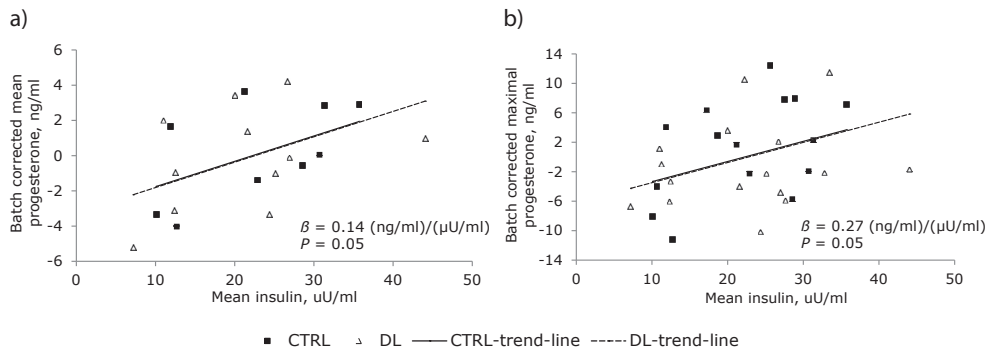 a)
Batch corrected mean
progesterone, ng/ml
6
4
2
0
-2
-4
-6
0 10 20 30 40 50
Mean insulin, uU/ml
ß = 0.14 (ng/ml)/(µU/ml)
P = 0.05
b)
Batch corrected maximal
progesterone, ng/ml
14
10
6
2
-2
-6
-10
-14
0 10 20 30 40 50
Mean insulin, uU/ml
ß = 0.27 (ng/ml)/(µU/ml)
P = 0.05
CTRL DL CTRL-trend-line DL-trend-line